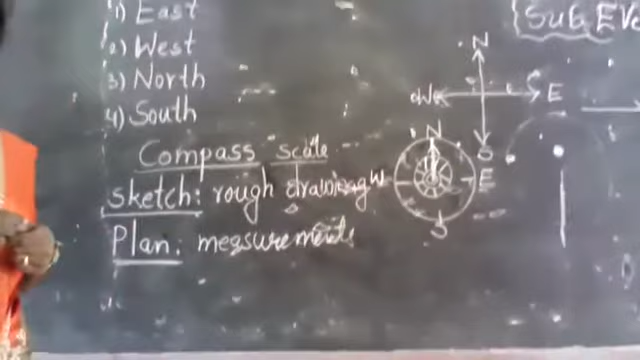 1) East
2) West
3) North
4) South
Compass scale
sketch: rough drawing
Plan: measurements
{SUG EV
N
W E
S
N
W E
S